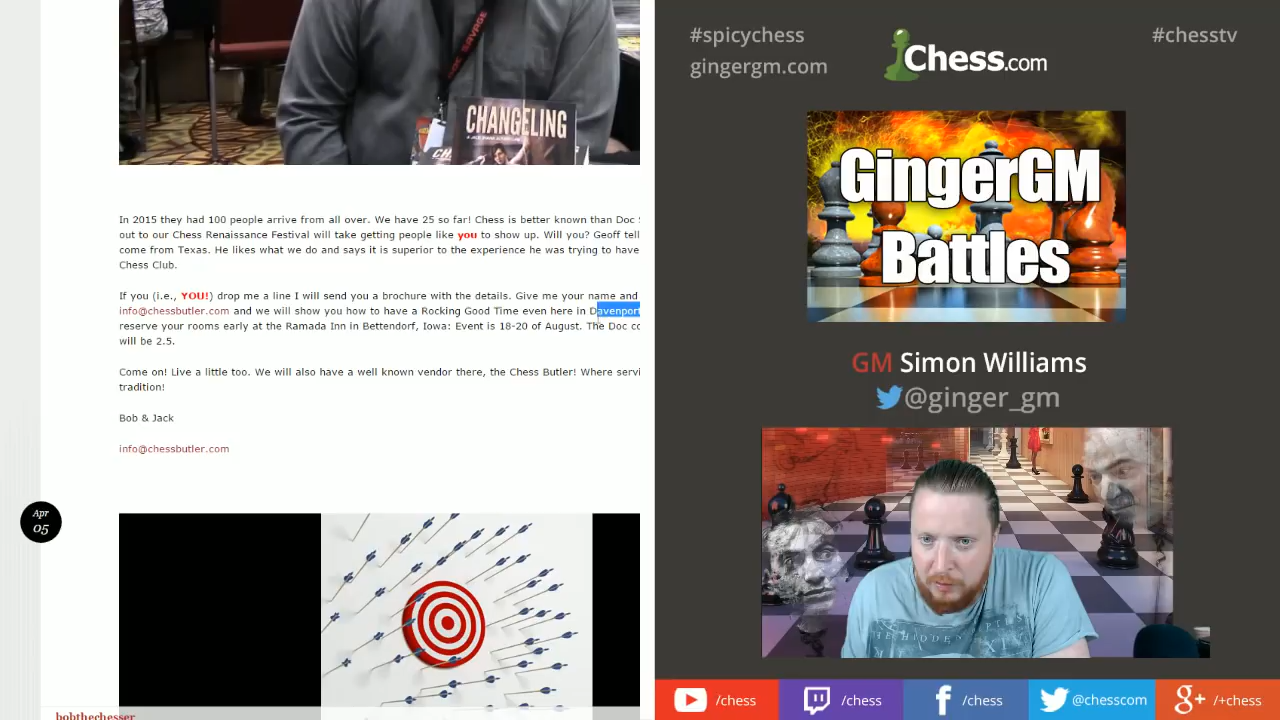 DOC SAVAGE
CHANGELING
In 2015 they had 100 people arrive from all over. We have 25 so far! Chess is better known than Doc
out to our Chess Renaissance Festival will take getting people like you to show up. Will you? Geoff tell
come from Texas. He likes what we do and says it is superior to the experience he was trying to have
Chess Club.
If you (i.e., YOU!) drop me a line I will send you a brochure with the details. Give me your name and
info@chessbutler.com and we will show you how to have a Rocking Good Time even here in Davenport
reserve your rooms early at the Ramada Inn in Bettendorf, Iowa: Event is 18-20 of August. The Doc co
will be 2.5.
Come on! Live a little too. We will also have a well known vendor there, the Chess Butler! Where servi
tradition!
Bob & Jack
info@chessbutler.com
Apr
05
bobthechesser
#spicychess
gingergm.com
Chess.com
#chesstv
GingerGM
Battles
GM Simon Williams
@ginger_gm
THE HIDDEN
/chess
/chess
/chess
@chesscom
/+chess